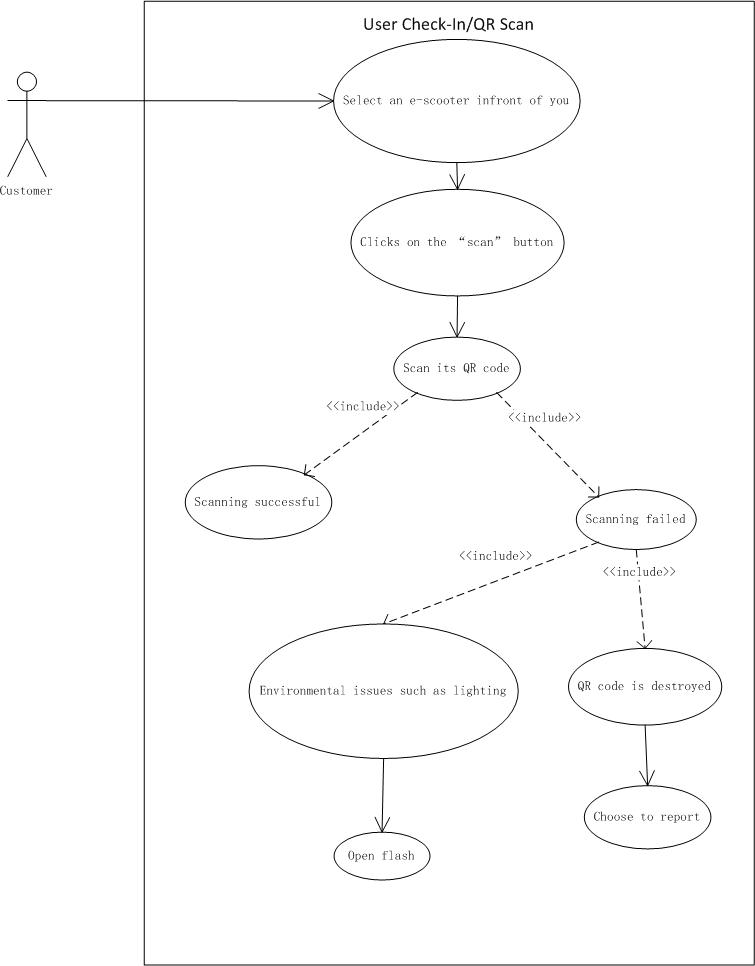 User Check-In/QR Scan
Select an e-scooter infront of you
Customer
Clicks on the “scan” button
Scan its QR code
<<include>>
<<include>>
Scanning successful
Scanning failed
<<include>>
<<include>>
Environmental issues such as lighting
QR code is destroyed
Choose to report
Open flash